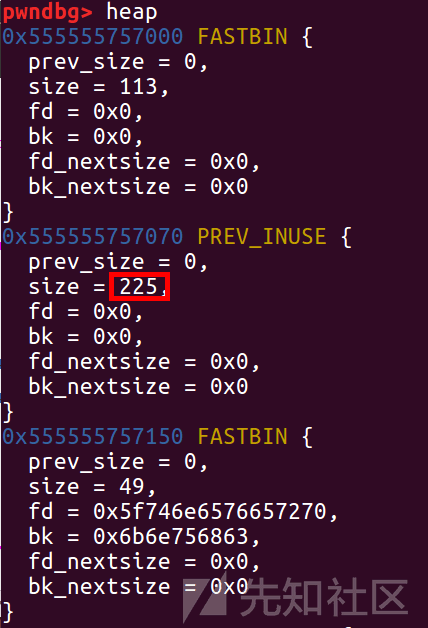 pwndbg> heap
0x555555757000 FASTBIN {
  prev_size = 0,
  size = 113,
  fd = 0x0,
  bk = 0x0,
  fd_nextsize = 0x0,
  bk_nextsize = 0x0
}
0x555555757070 PREV_INUSE {
  prev_size = 0,
  size = 225,
  fd = 0x0,
  bk = 0x0,
  fd_nextsize = 0x0,
  bk_nextsize = 0x0
}
0x555555757150 FASTBIN {
  prev_size = 0,
  size = 49,
  fd = 0x5f746e6576657270,
  bk = 0x6b6e756863,
  fd_nextsize = 0x0,
  bk_nextsize = 0x0
}
先知社区